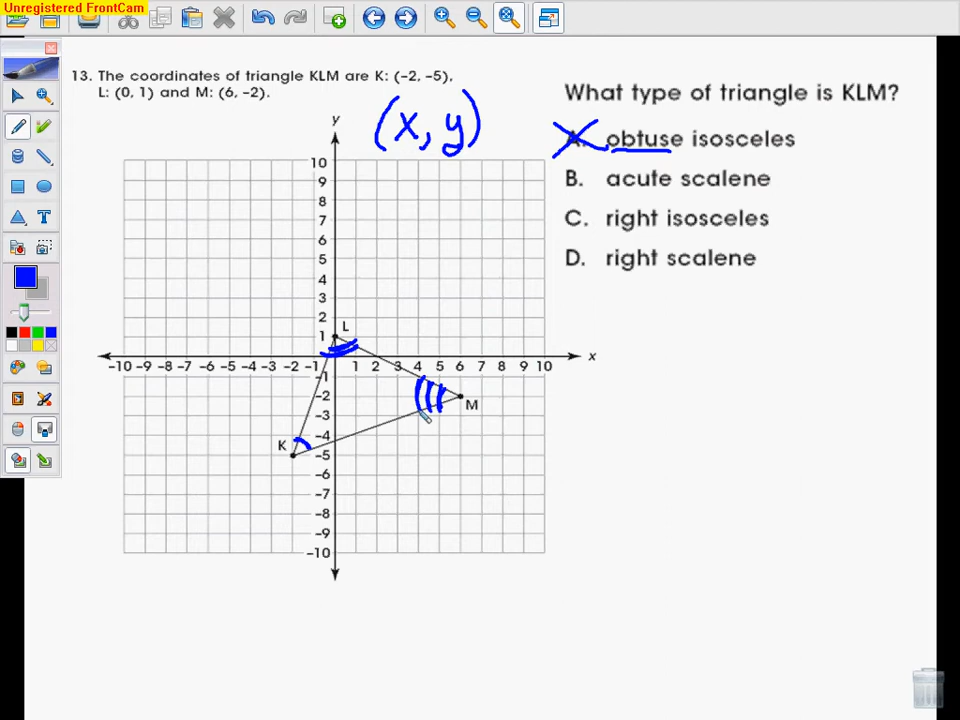 Unregistered FrontCam
13. The coordinates of triangle KLM are K: (-2, -5),
L: (0, 1) and M: (6, -2).
(x, y)
What type of triangle is KLM?
A. obtuse isosceles
B. acute scalene
C. right isosceles
D. right scalene
y
10
9
8
7
6
5
4
3
2
1
L
-10 -9 -8 -7 -6 -5 -4 -3 -2 -1 1 2 3 4 5 6 7 8 9 10 x
-1
-2
M
-3
-4
K
-5
-6
-7
-8
-9
-10
T